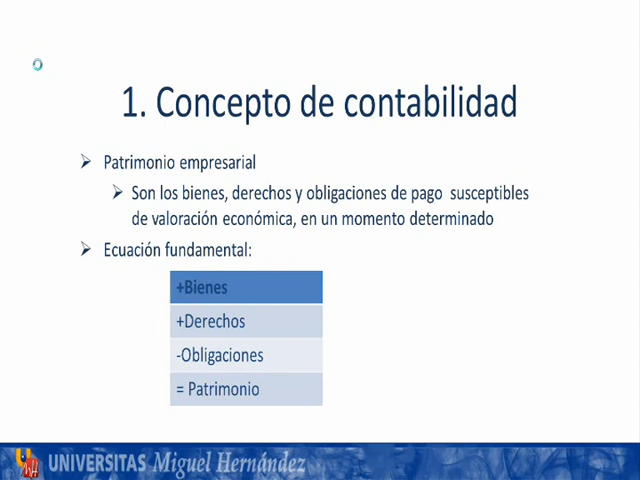 1. Concepto de contabilidad
Patrimonio empresarial
Son los bienes, derechos y obligaciones de pago susceptibles
de valoración económica, en un momento determinado
Ecuación fundamental:
+Bienes
+Derechos
-Obligaciones
= Patrimonio
UNIVERSITAS Miguel Hernández